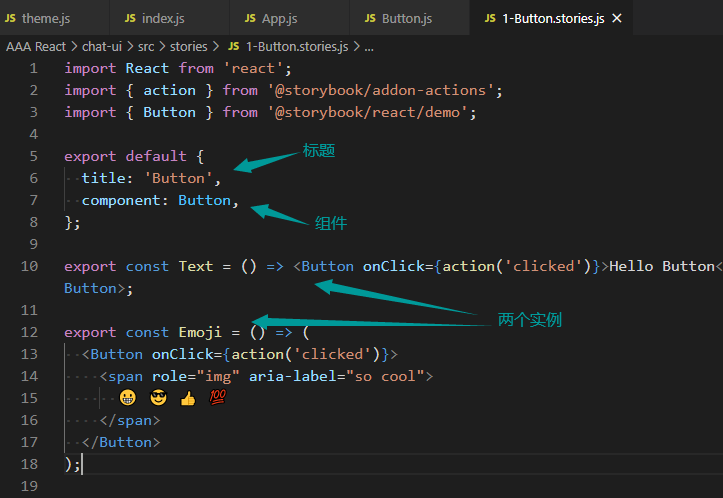 JS theme.js JS index.js JS App.js JS Button.js JS 1-Button.stories.js ×
AAA React > chat-ui > src > stories > JS 1-Button.stories.js > ...
1 import React from 'react';
2 import { action } from '@storybook/addon-actions';
3 import { Button } from '@storybook/react/demo';
4
5 export default {
标题
6 title: 'Button',
7 component: Button,
组件
8 };
9
10 export const Text = () => <Button onClick={action('clicked')}>Hello Button<
Button>;
11
两个实例
12 export const Emoji = () => (
13 <Button onClick={action('clicked')}>
14 <span role="img" aria-label="so cool">
15 😀 😎 👍 💯
16 </span>
17 </Button>
18 );
19